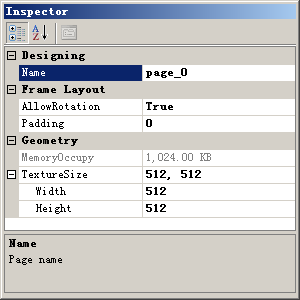 Inspector
A Z
Designing
Name page_0
Frame Layout
AllowRotation True
Padding 0
Geometry
MemoryOccupy 1,024.00 KB
TextureSize 512, 512
Width 512
Height 512
Name
Page name